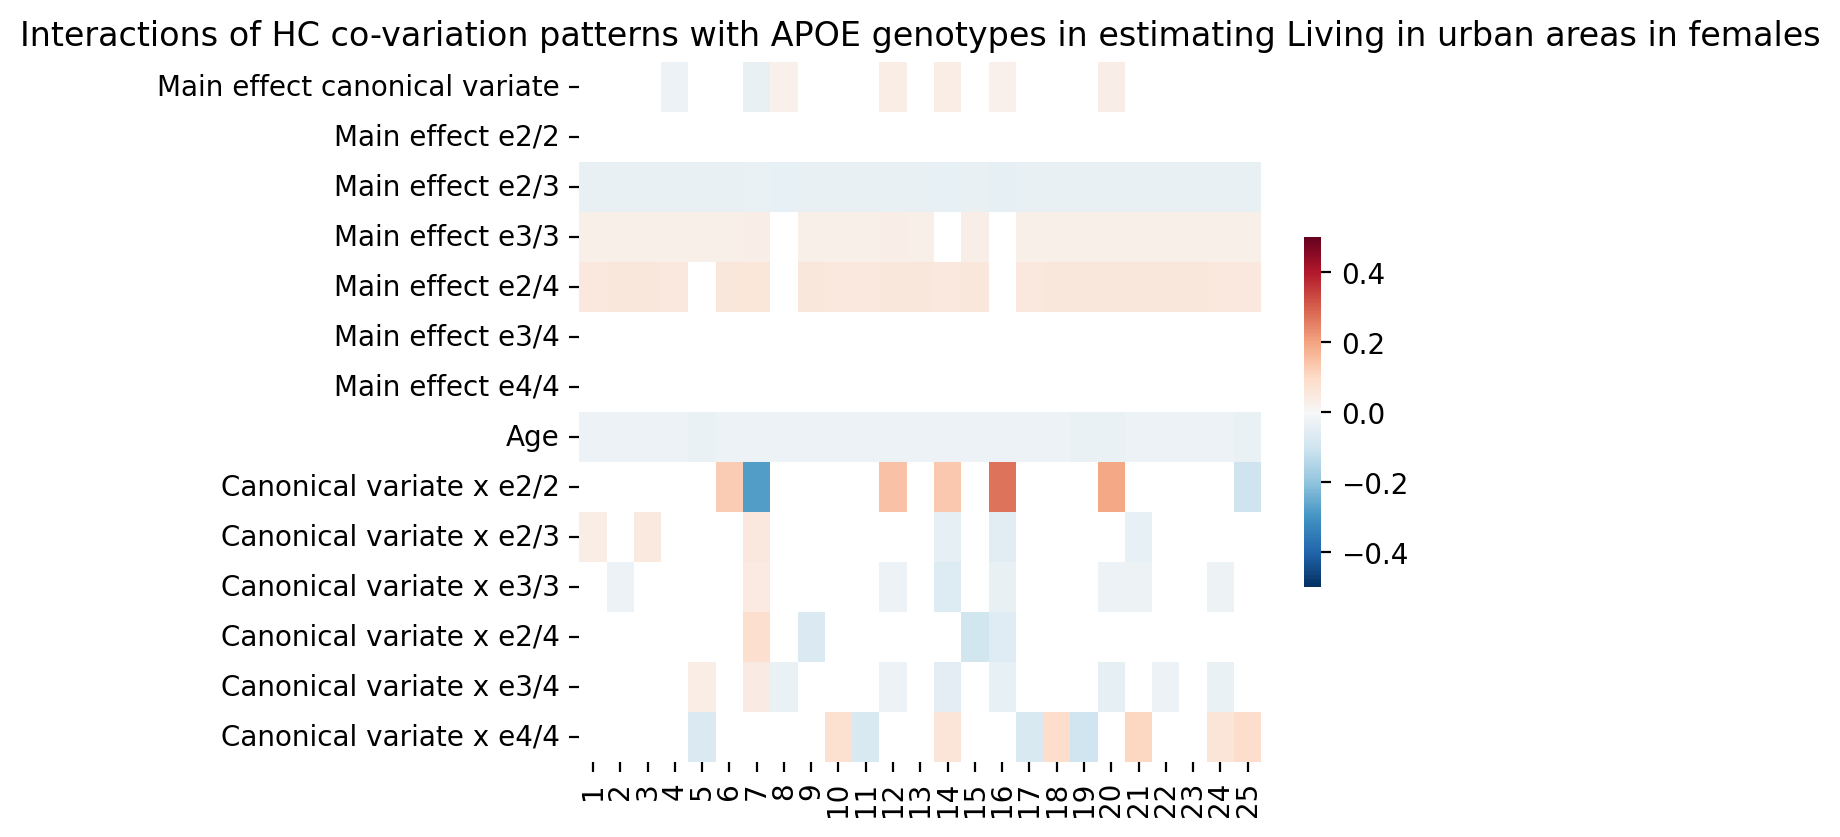 Interactions of HC co-variation patterns with APOE genotypes in estimating Living in urban areas in females
Main effect canonical variate
Main effect e2/2
Main effect e2/3
Main effect e3/3
Main effect e2/4
Main effect e3/4
Main effect e4/4
Age
Canonical variate x e2/2
Canonical variate x e2/3
Canonical variate x e3/3
Canonical variate x e2/4
Canonical variate x e3/4
Canonical variate x e4/4
1 2 3 4 5 6 7 8 9 10 11 12 13 14 15 16 17 18 19 20 21 22 23 24 25
0.4
0.2
0.0
−0.2
−0.4